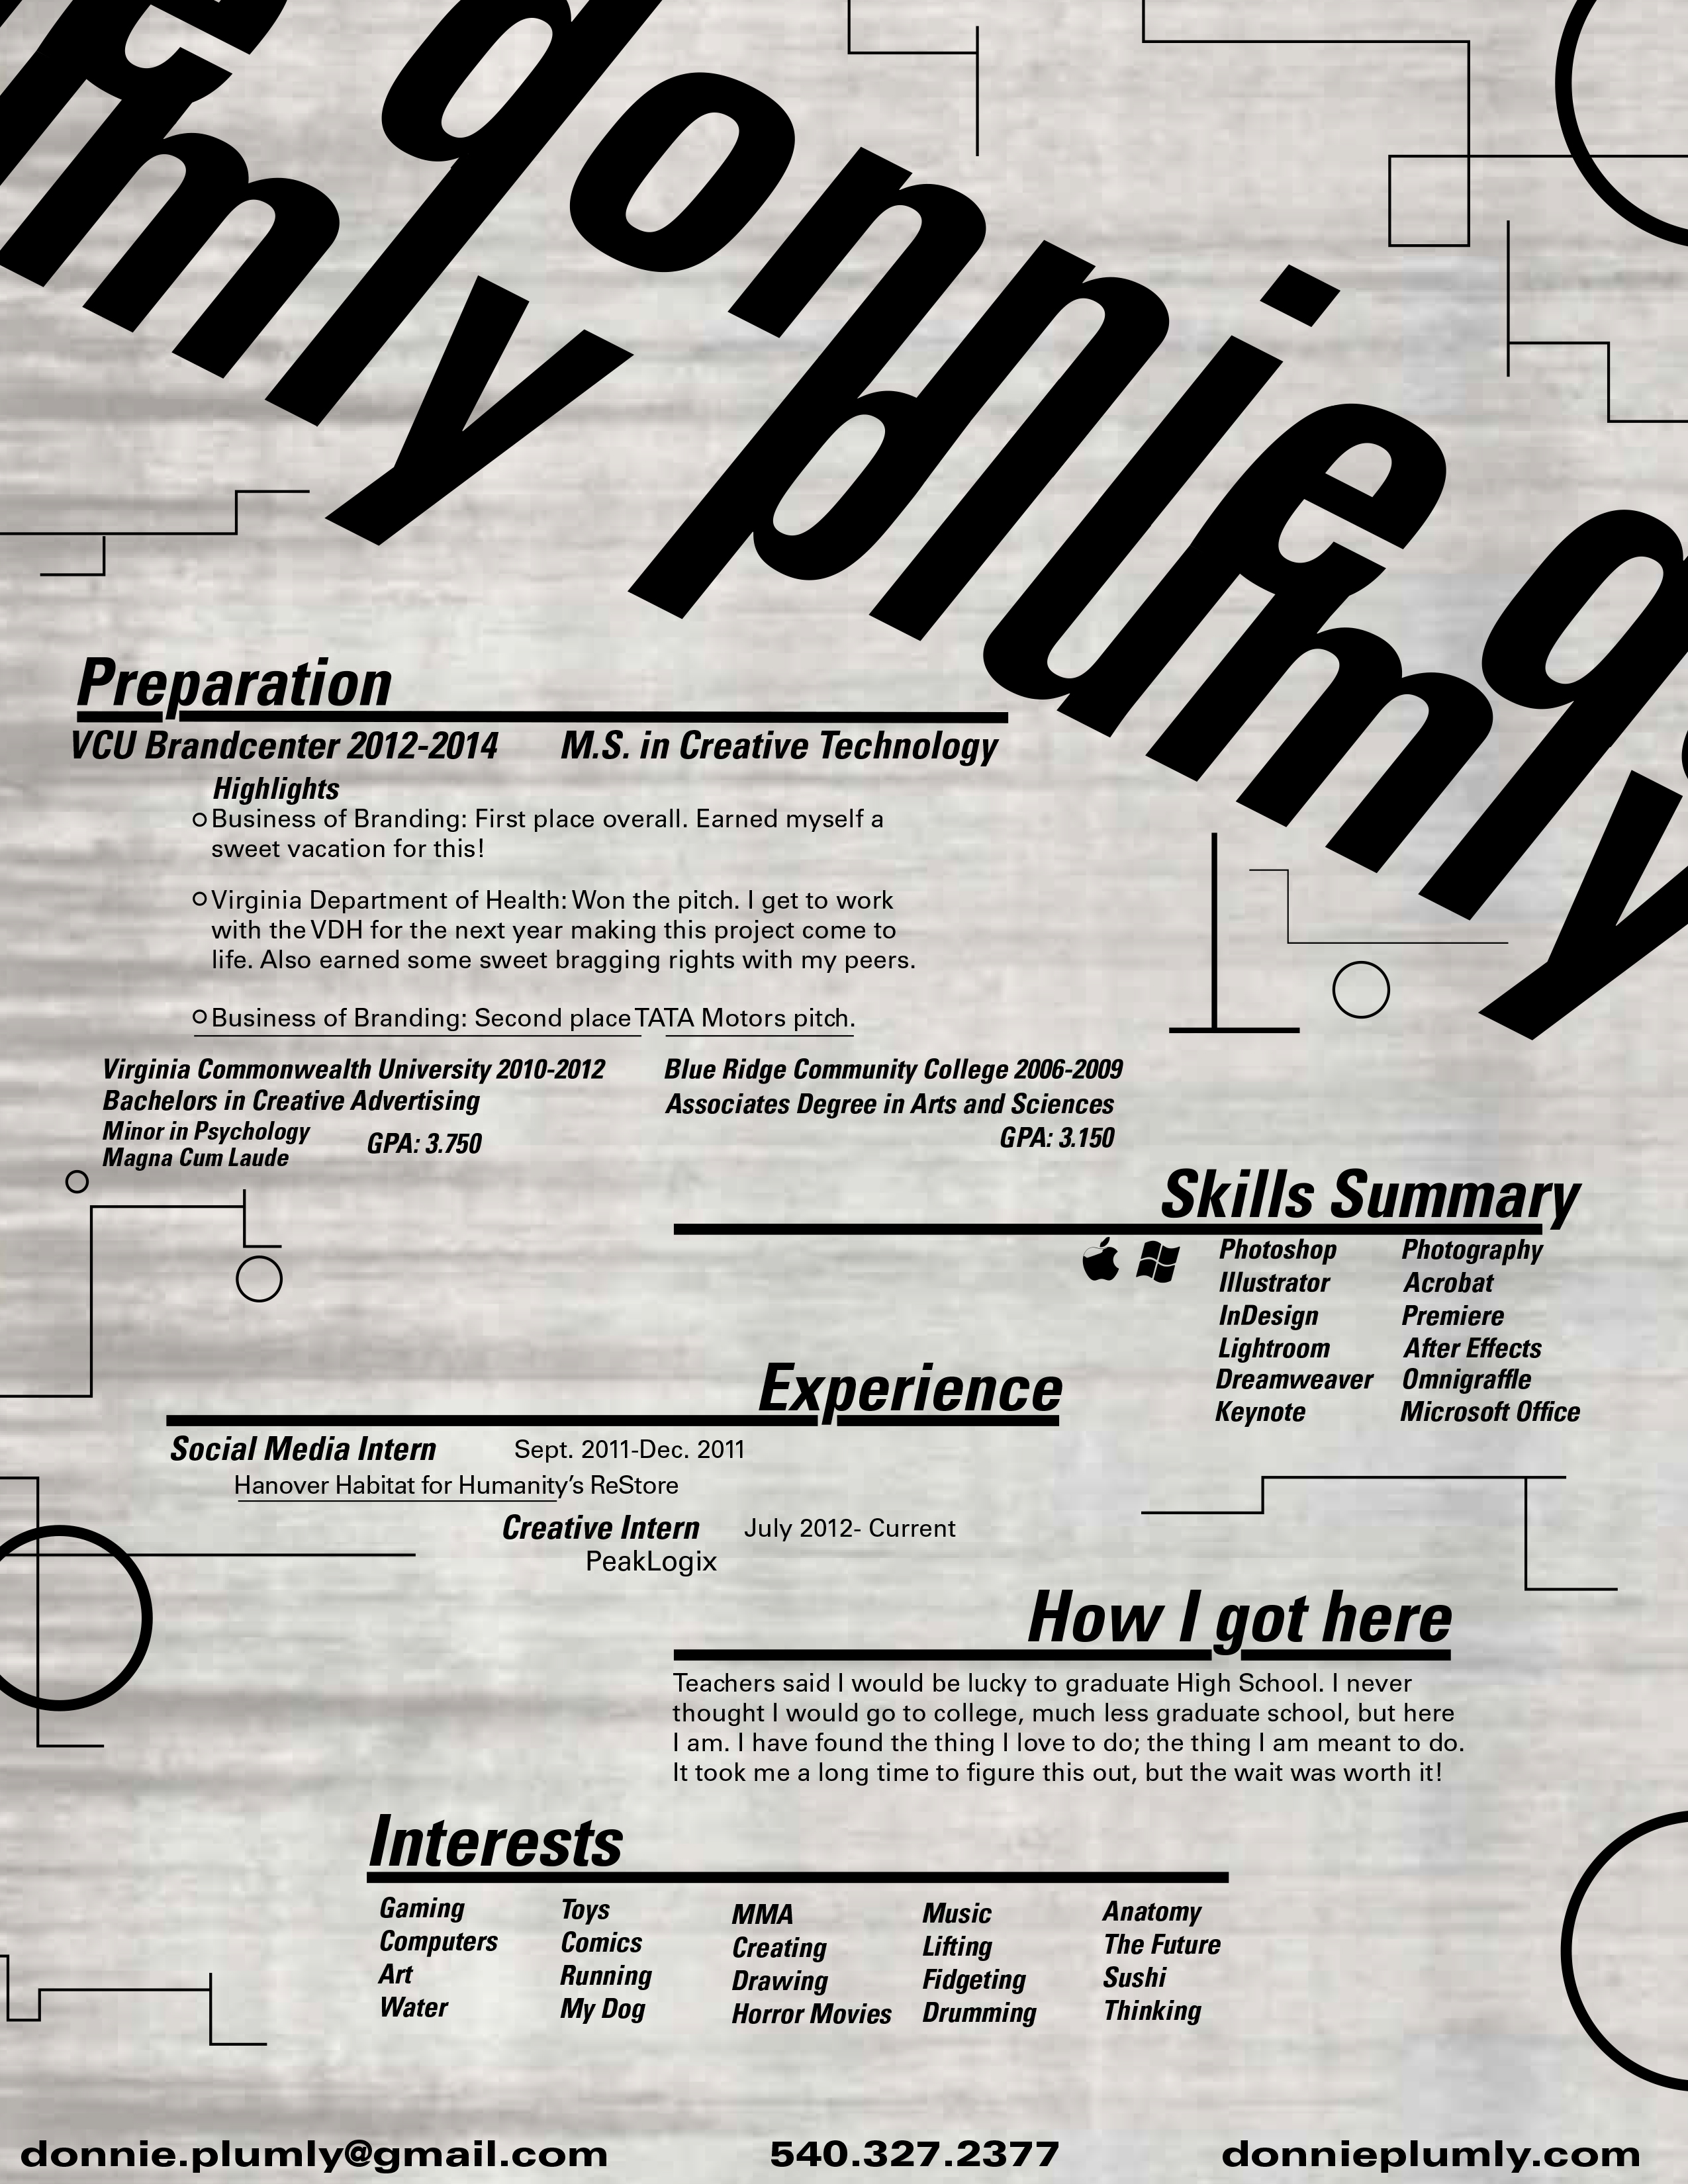 donnie
plumly
Preparation
VCU Brandcenter 2012-2014 M.S. in Creative Technology
Highlights
Business of Branding: First place overall. Earned myself a
sweet vacation for this!
Virginia Department of Health: Won the pitch. I get to work
with the VDH for the next year making this project come to
life. Also earned some sweet bragging rights with my peers.
Business of Branding: Second place TATA Motors pitch.
Virginia Commonwealth University 2010-2012
Bachelors in Creative Advertising
Minor in Psychology
Magna Cum Laude
GPA: 3.750
Blue Ridge Community College 2006-2009
Associates Degree in Arts and Sciences
GPA: 3.150
Skills Summary
Photoshop Photography
Illustrator Acrobat
InDesign Premiere
Lightroom After Effects
Dreamweaver Omnigraffle
Keynote Microsoft Office
Experience
Social Media Intern Sept. 2011-Dec. 2011
Hanover Habitat for Humanity's ReStore
Creative Intern July 2012- Current
PeakLogix
How I got here
Teachers said I would be lucky to graduate High School. I never
thought I would go to college, much less graduate school, but here
I am. I have found the thing I love to do; the thing I am meant to do.
It took me a long time to figure this out, but the wait was worth it!
Interests
Gaming Toys MMA Music Anatomy
Computers Comics Creating Lifting The Future
Art Running Drawing Fidgeting Sushi
Water My Dog Horror Movies Drumming Thinking
donnie.plumly@gmail.com 540.327.2377 donnieplumly.com